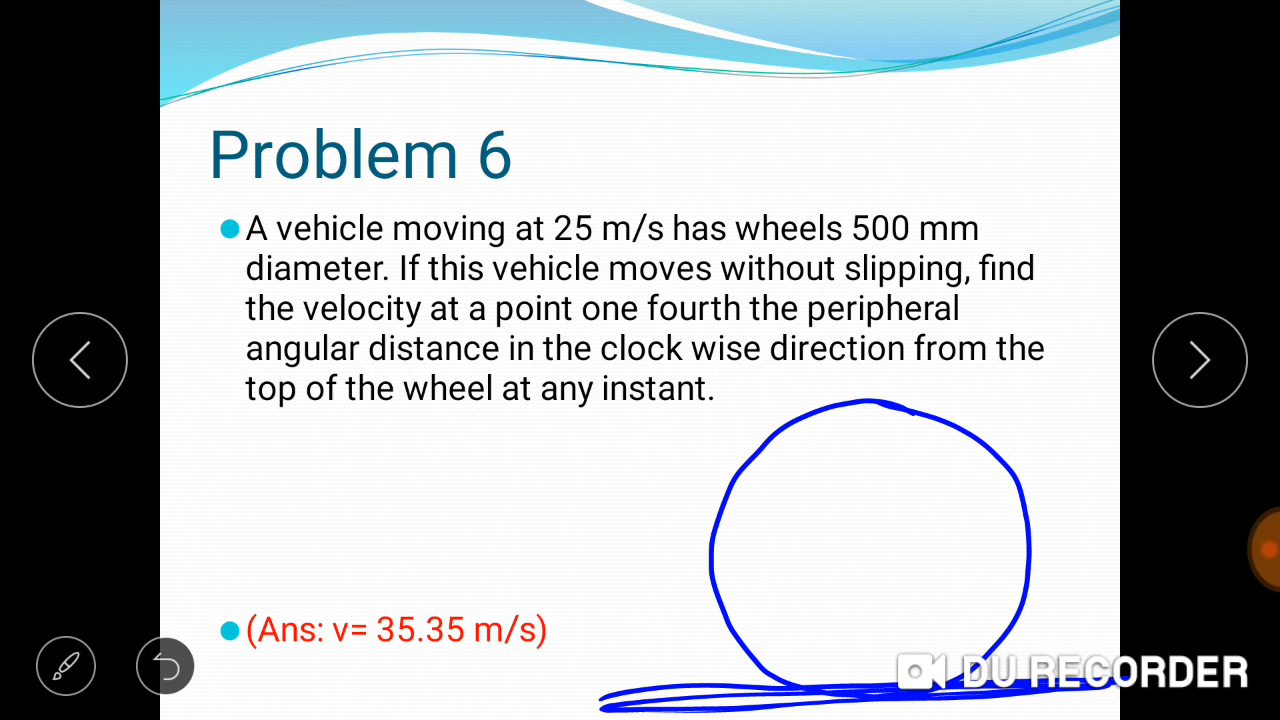 Problem 6
A vehicle moving at 25 m/s has wheels 500 mm
diameter. If this vehicle moves without slipping, find
the velocity at a point one fourth the peripheral
angular distance in the clock wise direction from the
top of the wheel at any instant.
(Ans: v= 35.35 m/s)
DU RECORDER